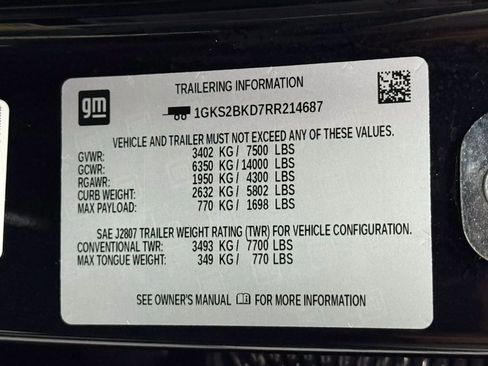 TRAILERING INFORMATION
gm
1GKS2BKD7RR214687
VEHICLE AND TRAILER MUST NOT EXCEED ANY OF THESE VALUES.
GVWR: 3402 KG/ 7500 LBS
GCWR: 6350 KG/ 14000 LBS
RGAWR: 1950 KG/ 4300 LBS
CURB WEIGHT: 2632 KG/ 5802 LBS
MAX PAYLOAD: 770 KG/ 1698 LBS
SAE J2807 TRAILER WEIGHT RATING (TWR) FOR VEHICLE CONFIGURATION.
CONVENTIONAL TWR: 3493 KG/ 7700 LBS
MAX TONGUE WEIGHT: 349 KG/ 770 LBS
SEE OWNER'S MANUAL FOR MORE INFORMATION